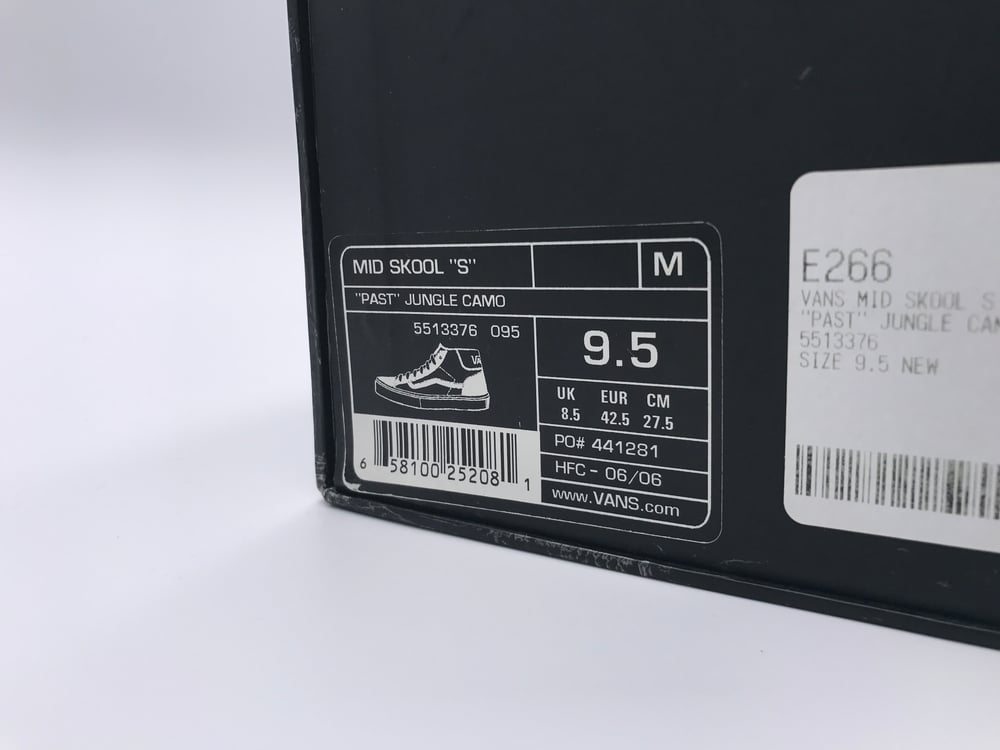 MID SKOOL "S"
M
"PAST" JUNGLE CAMO
5513376 095
9.5
UK EUR CM
8.5 42.5 27.5
PO# 441281
HFC - 06/06
www.VANS.com
6 58100 25208 1
E266
VANS MID SKOOL S
"PAST" JUNGLE
5513376
SIZE 9.5 NEW